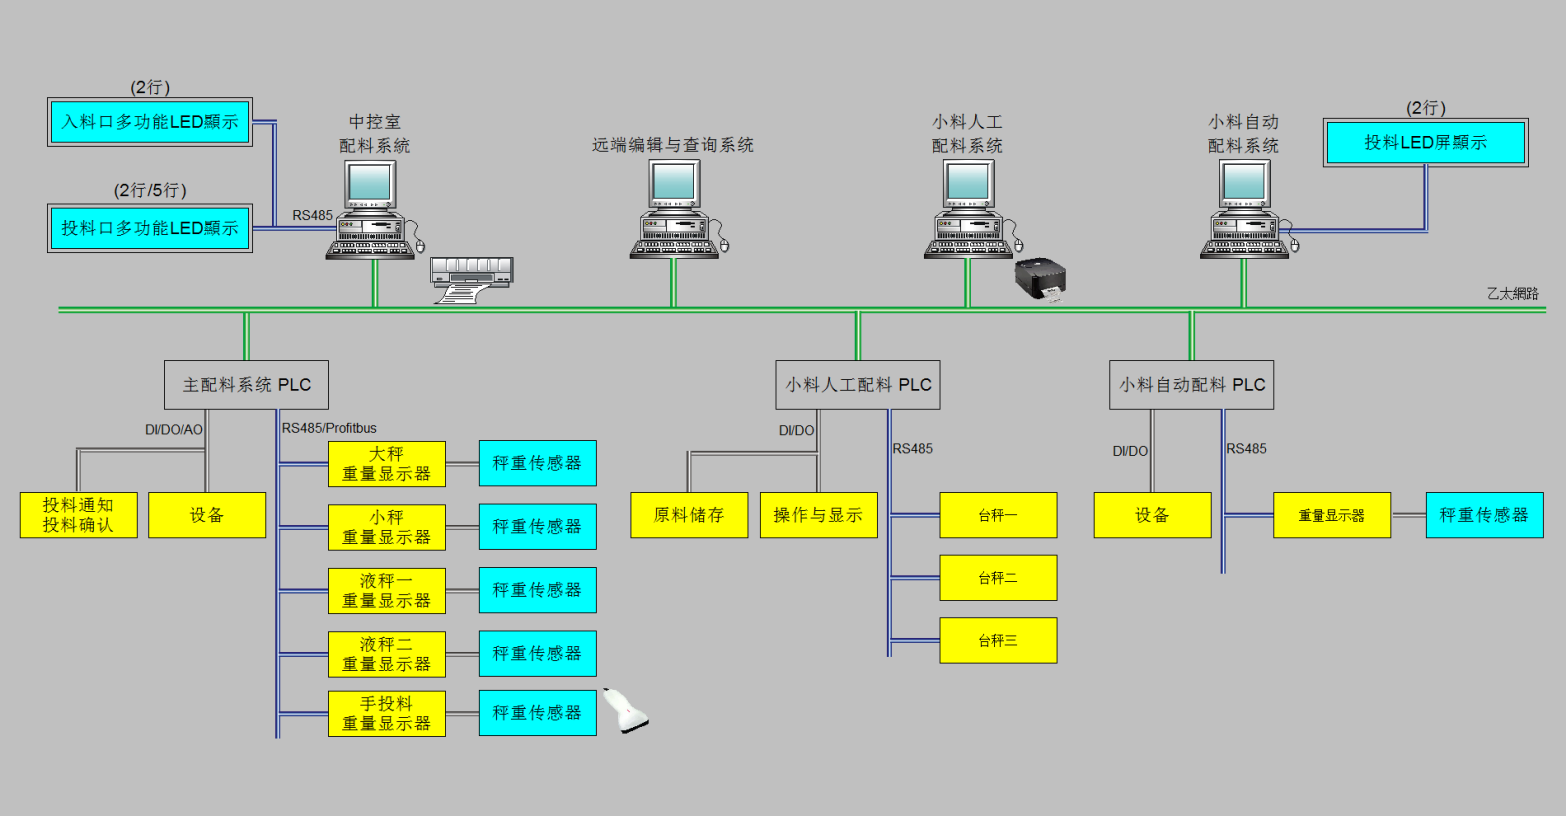 (2行)
入料口多功能LED顯示
(2行/5行)
投料口多功能LED顯示
RS485
中控室
配料系統
远端编辑与查询系统
小料人工
配料系统
小料自动
配料系统
(2行)
投料LED屏顯示
乙太網路
主配料系统 PLC
DI/DO/AO
RS485/Profitbus
投料通知
投料确认
设备
大秤
重量显示器
秤重传感器
小秤
重量显示器
秤重传感器
液秤一
重量显示器
秤重传感器
液秤二
重量显示器
秤重传感器
手投料
重量显示器
秤重传感器
小料人工配料 PLC
DI/DO
RS485
原料储存
操作与显示
台秤一
台秤二
台秤三
小料自动配料 PLC
DI/DO
RS485
设备
重量显示器
秤重传感器